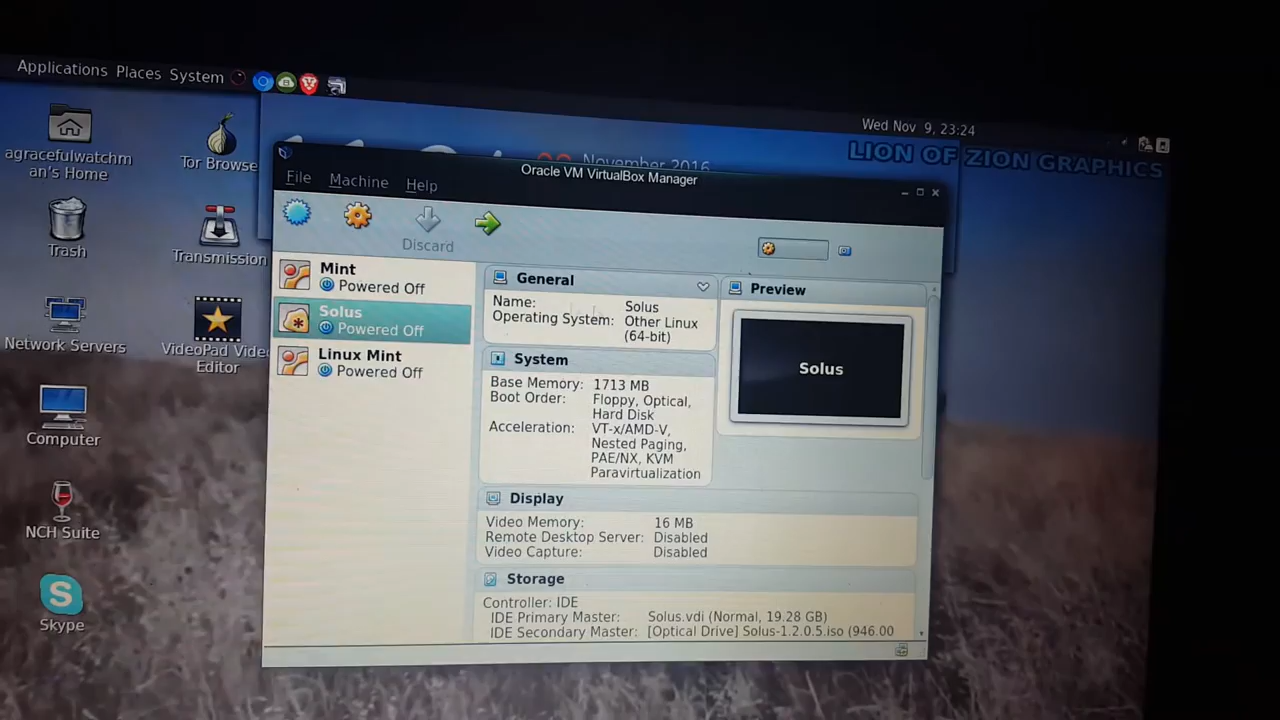 Applications Places System
Wed Nov 9, 23:24
agracefulwatchm
an's Home
Tor Browse
Trash
Transmission
Network Servers
VideoPad Vide
Editor
Computer
NCH Suite
Skype
November 2016
LION OF ZION GRAPHICS
Oracle VM VirtualBox Manager
File Machine Help
Discard
Mint
Powered Off
Solus
Powered Off
Linux Mint
Powered Off
General
Name: Solus
Operating System: Other Linux
(64-bit)
System
Base Memory: 1713 MB
Boot Order: Floppy, Optical,
Hard Disk
Acceleration: VT-x/AMD-V,
Nested Paging,
PAE/NX, KVM
Paravirtualization
Preview
Solus
Display
Video Memory: 16 MB
Remote Desktop Server: Disabled
Video Capture: Disabled
Storage
Controller: IDE
IDE Primary Master: Solus.vdi (Normal, 19.28 GB)
IDE Secondary Master: [Optical Drive] Solus-1.2.0.5.iso (946.00